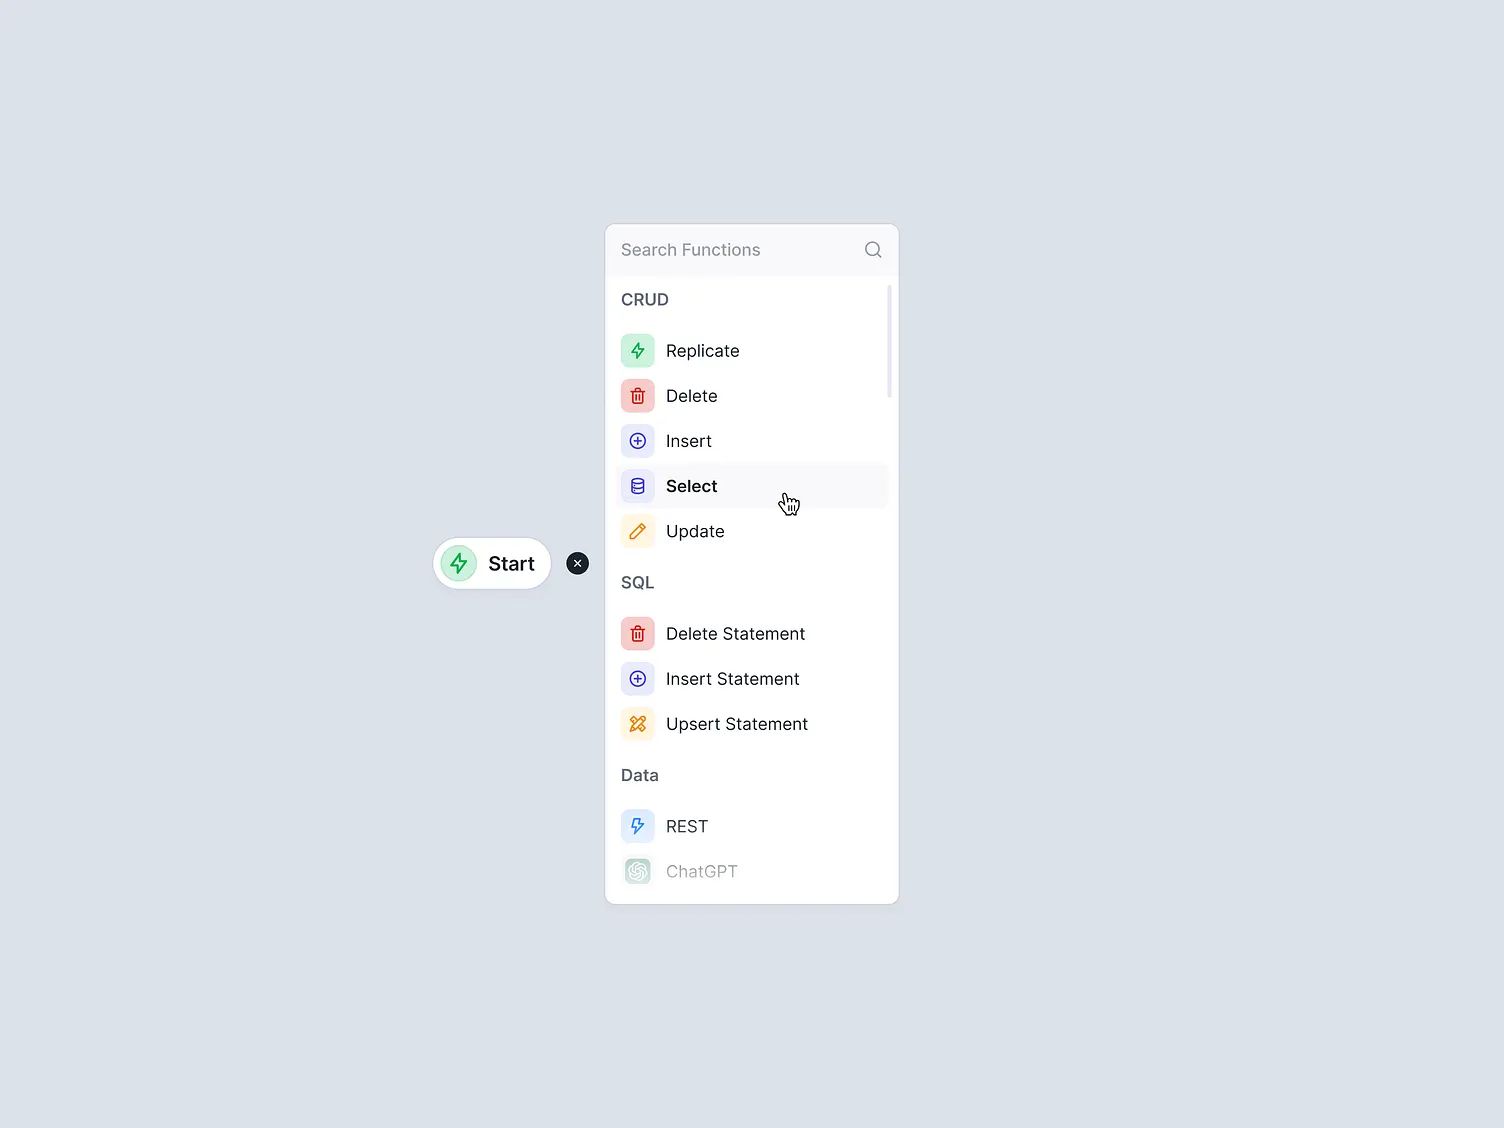 Search Functions
CRUD
Replicate
Delete
Insert
Select
Update
Start
SQL
Delete Statement
Insert Statement
Upsert Statement
Data
REST
ChatGPT